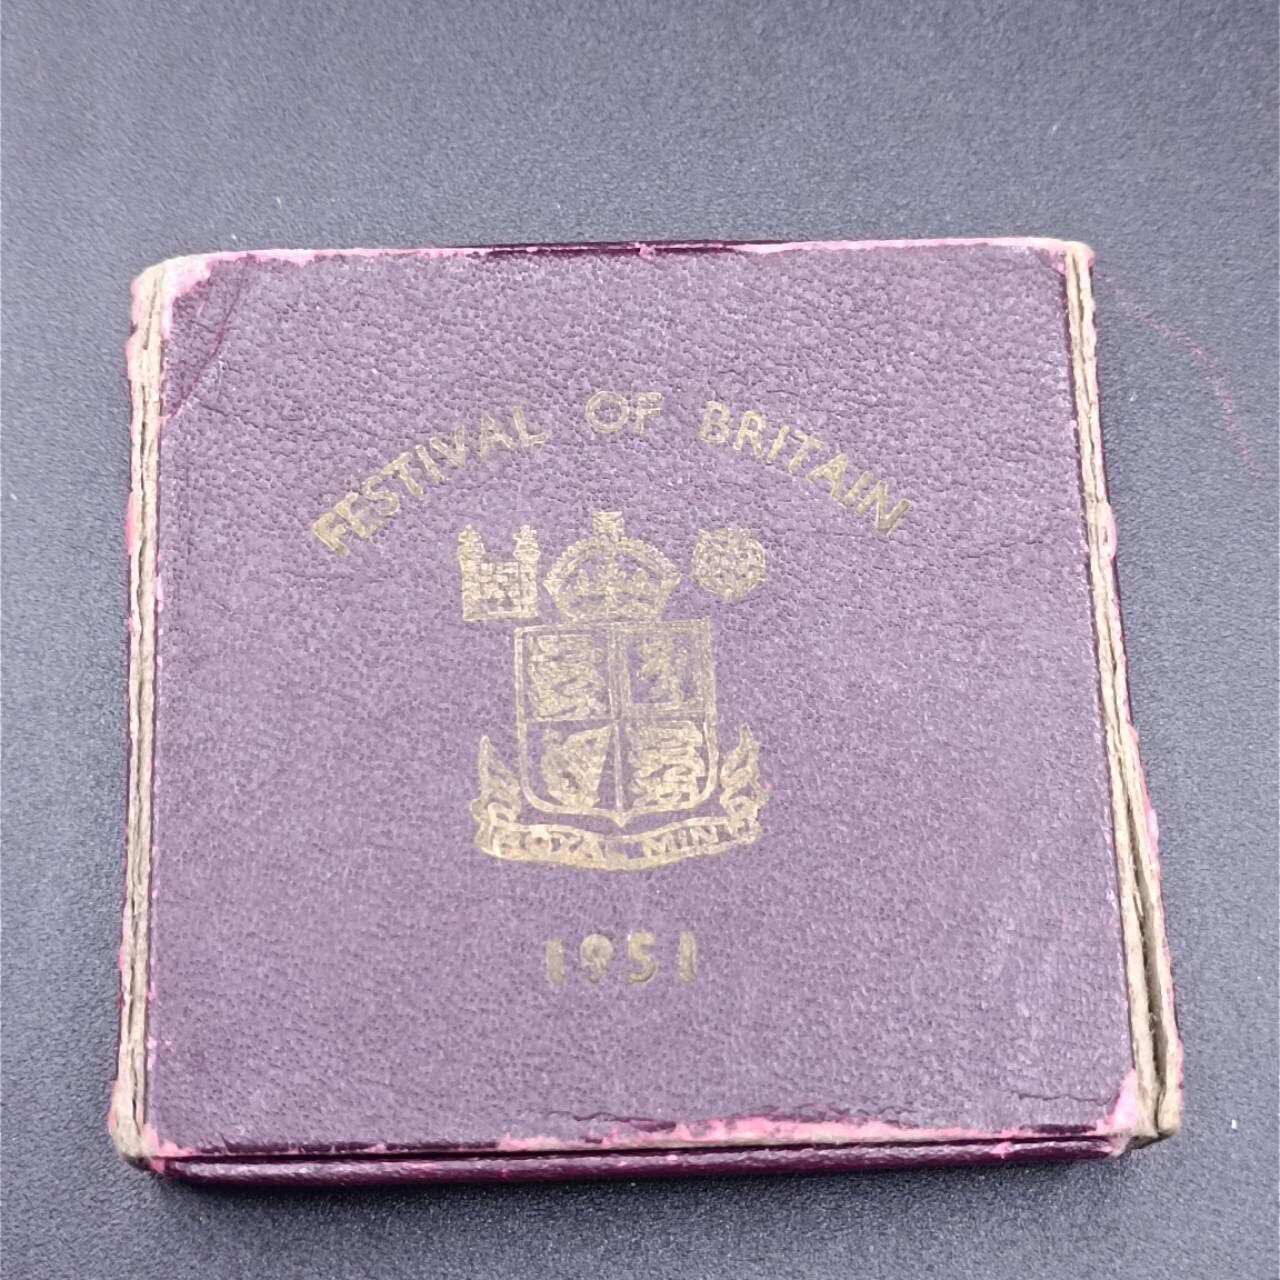 FESTIVAL OF BRITAIN
ROYAL MINT
1951